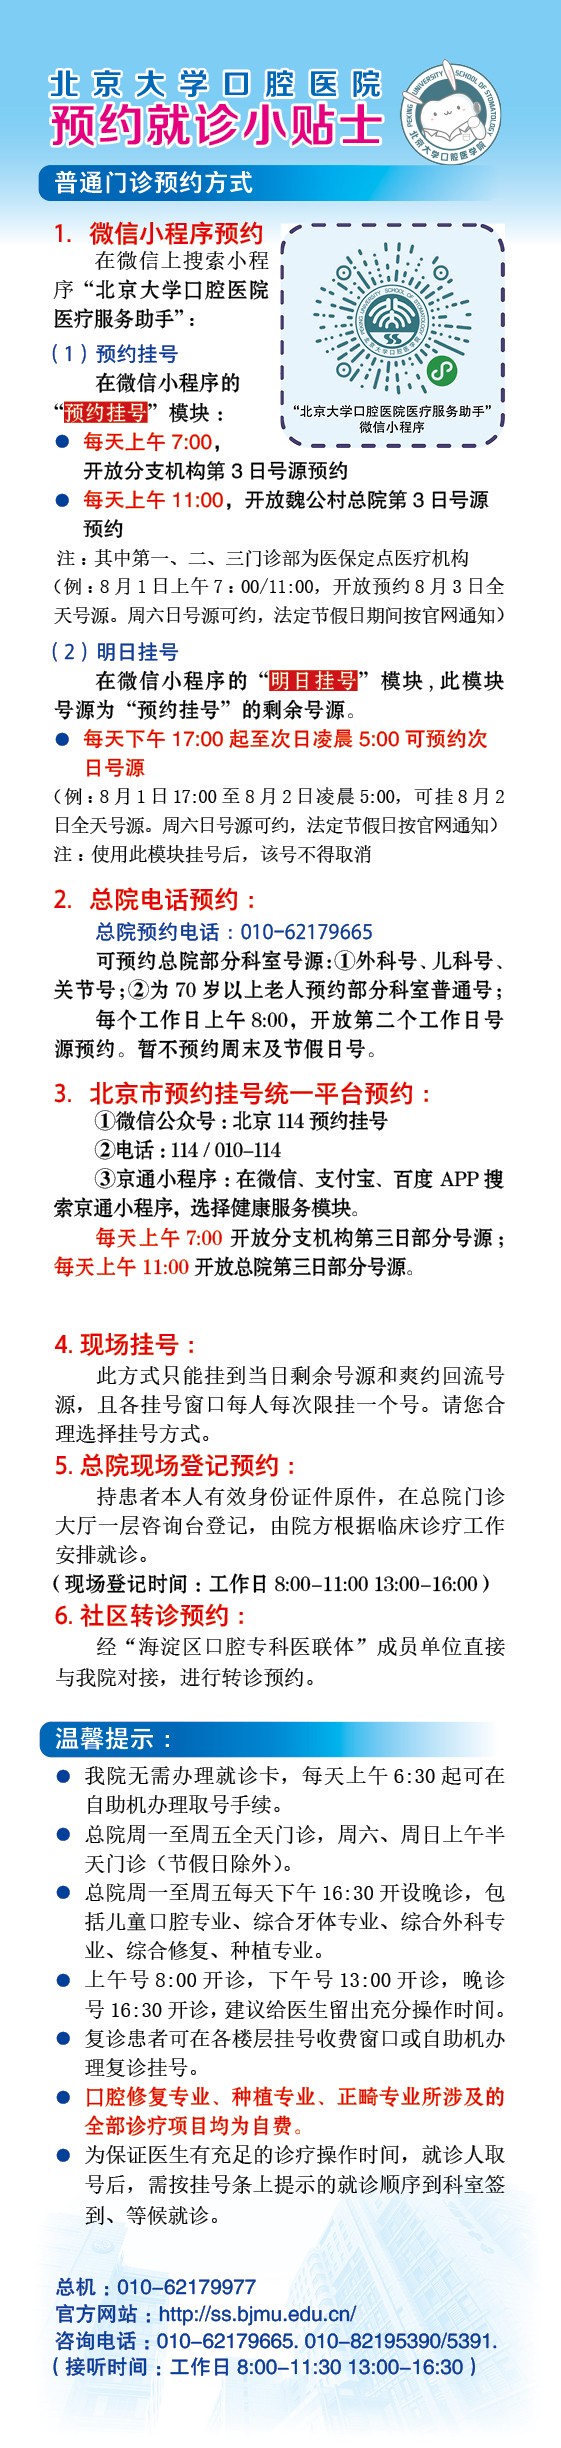 北京大学口腔医院
预约就诊小贴士
PEKING UNIVERSITY SCHOOL OF STOMATOLOGY
北京大学口腔医学院
普通门诊预约方式
1. 微信小程序预约
在微信上搜索小程
序“北京大学口腔医院
医疗服务助手”：
（1）预约挂号
在微信小程序的
“预约挂号”模块：
PEKING UNIVERSITY SCHOOL OF STOMATOLOGY
北京大学口腔医学院
“北京大学口腔医院医疗服务助手”
微信小程序
● 每天上午 7:00，
开放分支机构第 3 日号源预约
● 每天上午 11:00，开放魏公村总院第 3 日号源
预约
注：其中第一、二、三门诊部为医保定点医疗机构
（例：8 月 1 日上午 7：00/11:00，开放预约 8 月 3 日全
天号源。周六日号源可约，法定节假日期间按官网通知）
（2）明日挂号
在微信小程序的“明日挂号”模块，此模块
号源为“预约挂号”的剩余号源。
● 每天下午 17:00 起至次日凌晨 5:00 可预约次
日号源
（例：8 月 1 日 17:00 至 8 月 2 日凌晨 5:00，可挂 8 月 2
日全天号源。周六日号源可约，法定节假日按官网通知）
注：使用此模块挂号后，该号不得取消
2. 总院电话预约：
总院预约电话：010-62179665
可预约总院部分科室号源：①外科号、儿科号、
关节号；②为 70 岁以上老人预约部分科室普通号；
每个工作日上午 8:00，开放第二个工作日号
源预约。暂不预约周末及节假日号。
3. 北京市预约挂号统一平台预约：
①微信公众号：北京 114 预约挂号
②电话：114 / 010-114
③京通小程序：在微信、支付宝、百度 APP 搜
索京通小程序，选择健康服务模块。
每天上午 7:00 开放分支机构第三日部分号源；
每天上午 11:00 开放总院第三日部分号源。
4. 现场挂号：
此方式只能挂到当日剩余号源和爽约回流号
源，且各挂号窗口每人每次限挂一个号。请您合
理选择挂号方式。
5. 总院现场登记预约：
持患者本人有效身份证件原件，在总院门诊
大厅一层咨询台登记，由院方根据临床诊疗工作
安排就诊。
（现场登记时间：工作日 8:00-11:00 13:00-16:00）
6. 社区转诊预约：
经“海淀区口腔专科医联体”成员单位直接
与我院对接，进行转诊预约。
温馨提示：
● 我院无需办理就诊卡，每天上午 6:30 起可在
自助机办理取号手续。
● 总院周一至周五全天门诊，周六、周日上午半
天门诊（节假日除外）。
● 总院周一至周五每天下午 16:30 开设晚诊，包
括儿童口腔专业、综合牙体专业、综合外科专
业、综合修复、种植专业。
● 上午号 8:00 开诊，下午号 13:00 开诊，晚诊
号 16:30 开诊，建议给医生留出充分操作时间。
● 复诊患者可在各楼层挂号收费窗口或自助机办
理复诊挂号。
● 口腔修复专业、种植专业、正畸专业所涉及的
全部诊疗项目均为自费。
● 为保证医生有充足的诊疗操作时间，就诊人取
号后，需按挂号条上提示的就诊顺序到科室签
到、等候就诊。
总机：010-62179977
官方网站：http://ss.bjmu.edu.cn/
咨询电话：010-62179665. 010-82195390/5391.
（接听时间：工作日 8:00-11:30 13:00-16:30）